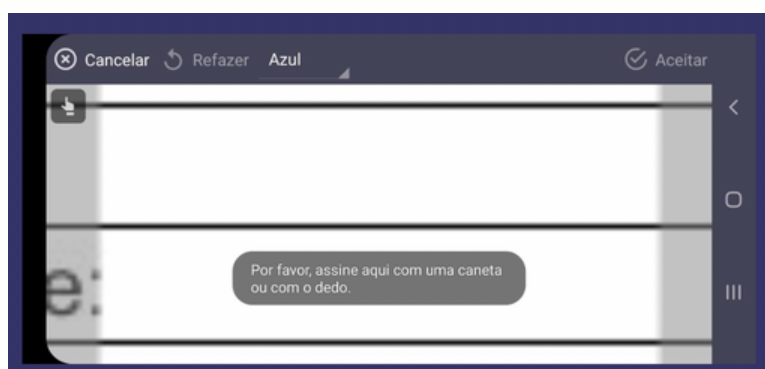 Cancelar Refazer Azul Aceitar
e:
Por favor, assine aqui com uma caneta
ou com o dedo.